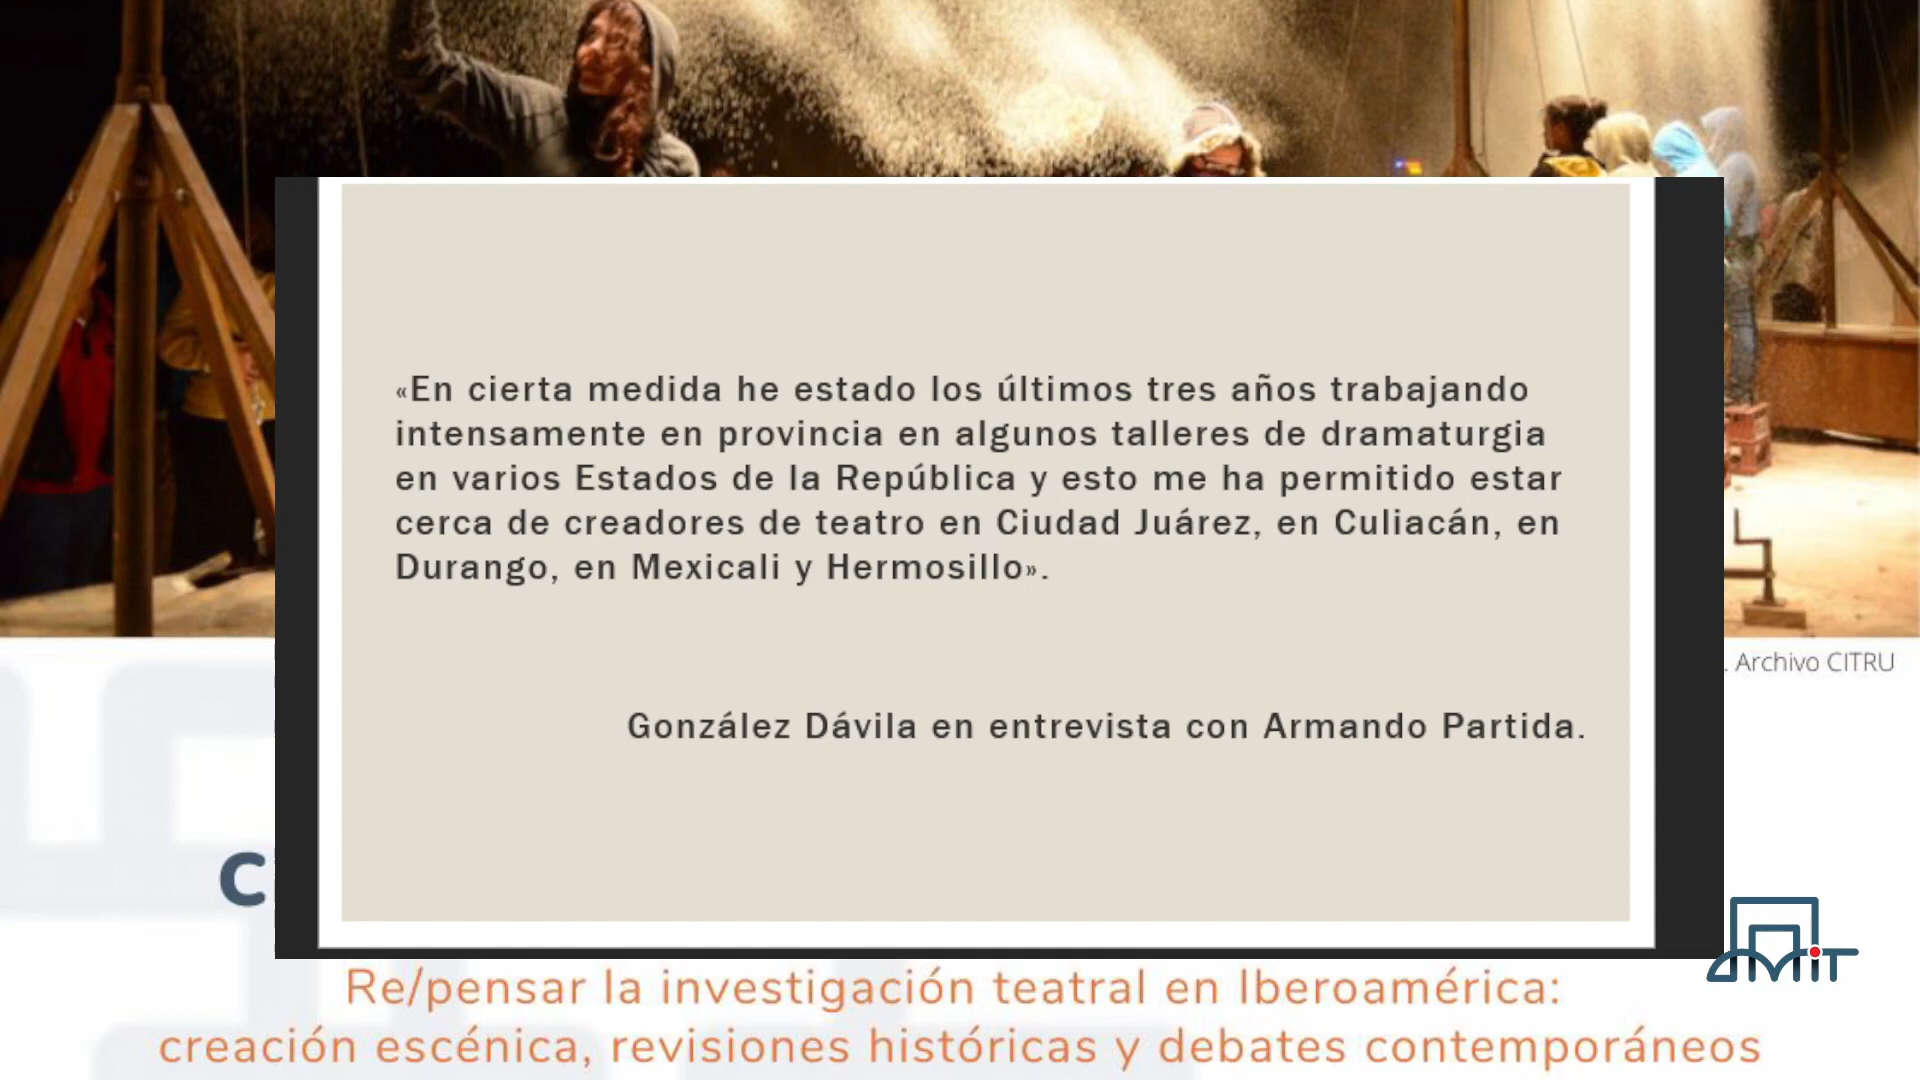 «En cierta medida he estado los últimos tres años trabajando
intensamente en provincia en algunos talleres de dramaturgia
en varios Estados de la República y esto me ha permitido estar
cerca de creadores de teatro en Ciudad Juárez, en Culiacán, en
Durango, en Mexicali y Hermosillo».
González Dávila en entrevista con Armando Partida.
. Archivo CITRU
C
AMiT
Re/pensar la investigación teatral en Iberoamérica:
creación escénica, revisiones históricas y debates contemporáneos